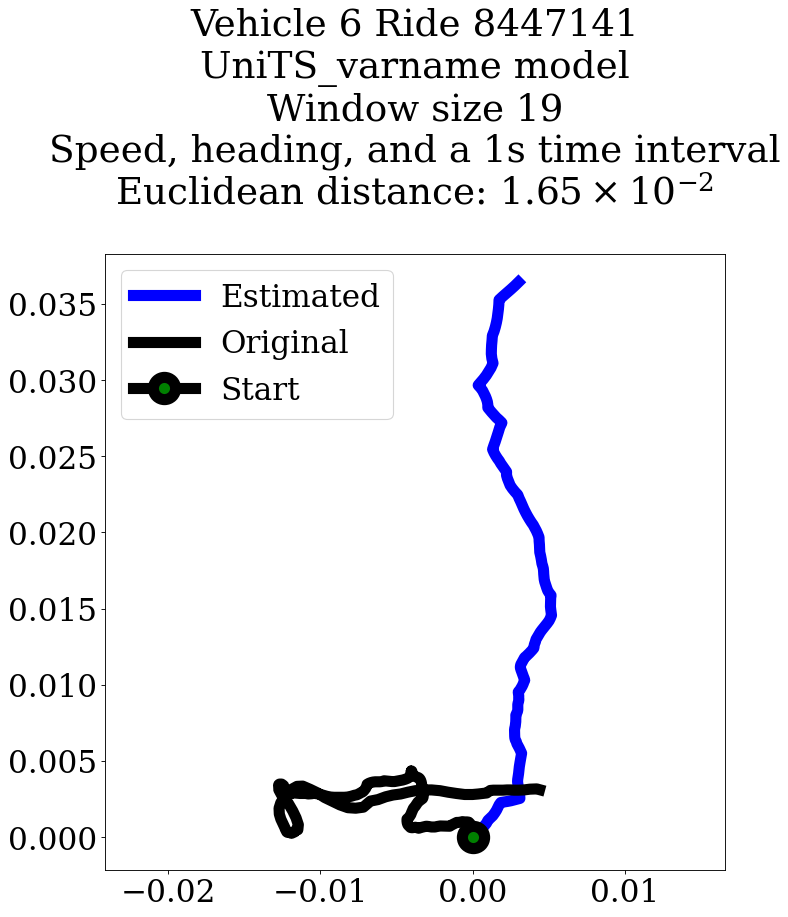 Vehicle 6 Ride 8447141
UniTS_varname model
Window size 19
Speed, heading, and a 1s time interval
Euclidean distance: 1.65 × 10⁻²
Estimated
Original
Start
0.035
0.030
0.025
0.020
0.015
0.010
0.005
0.000
−0.02 −0.01 0.00 0.01